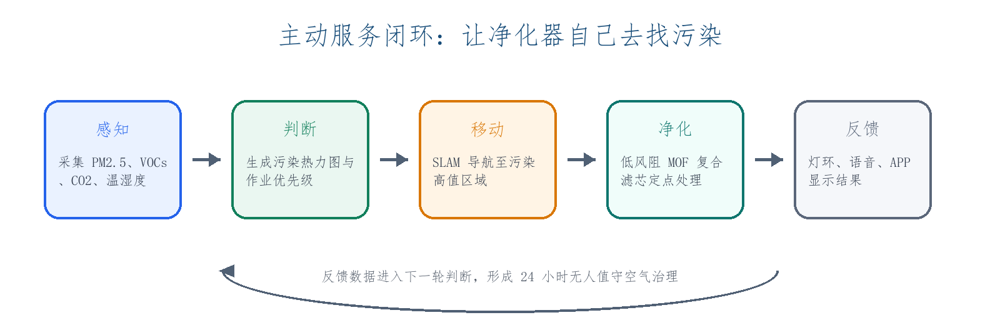 主动服务闭环：让净化器自己去找污染
感知
采集 PM2.5、VOCs
、CO2、温湿度
判断
生成污染热力图与
作业优先级
移动
SLAM 导航至污染
高值区域
净化
低风阻 MOF 复合
滤芯定点处理
反馈
灯环、语音、APP
显示结果
反馈数据进入下一轮判断，形成 24 小时无人值守空气治理